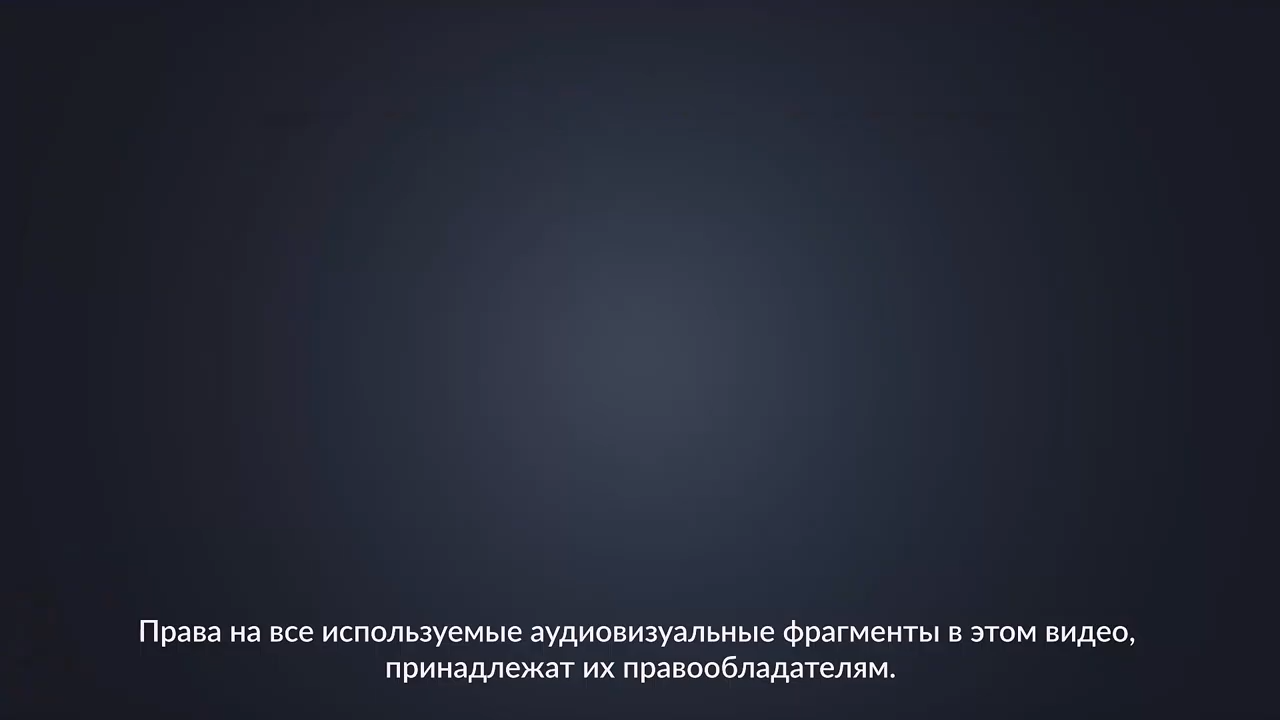 Права на все используемые аудиовизуальные фрагменты в этом видео,
принадлежат их правообладателям.